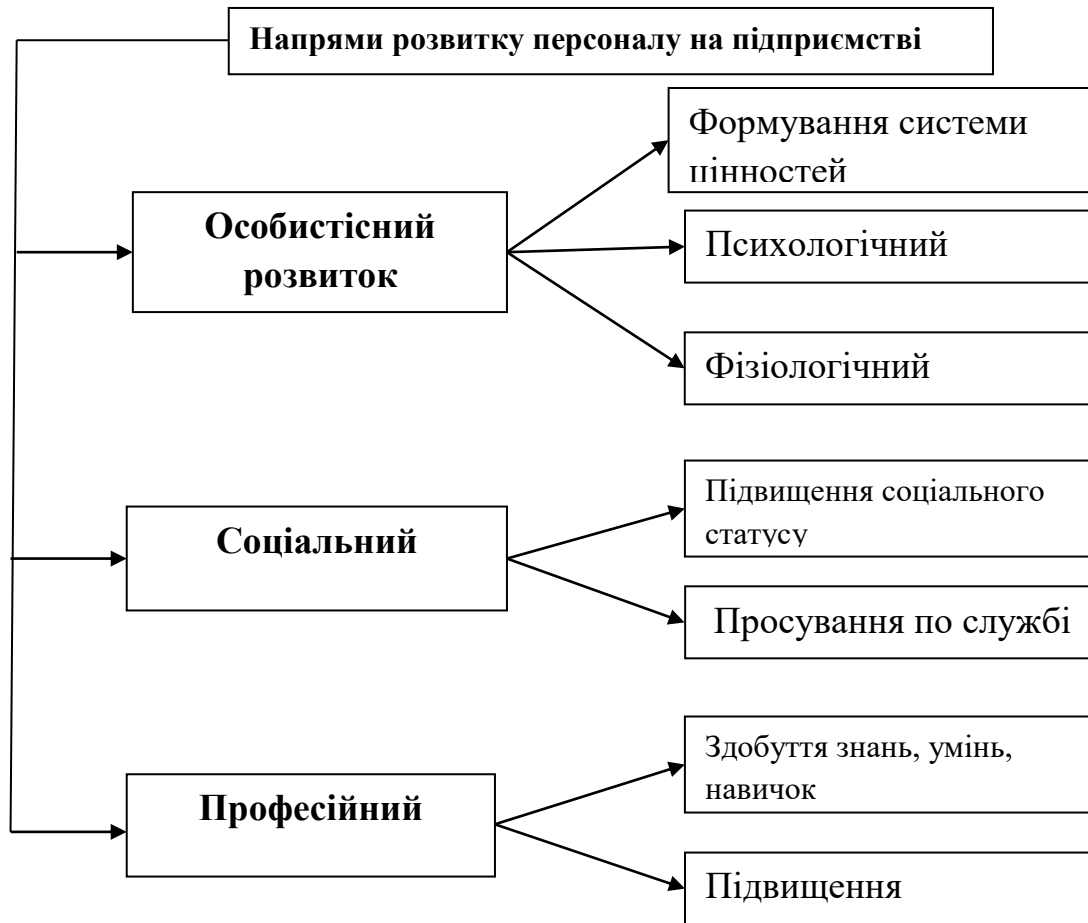 Напрями розвитку персоналу на підприємстві
Формування системи
цінностей
Особистісний
розвиток
Психологічний
Фізіологічний
Підвищення соціального
статусу
Соціальний
Просування по службі
Здобуття знань, умінь,
навичок
Професійний
Підвищення